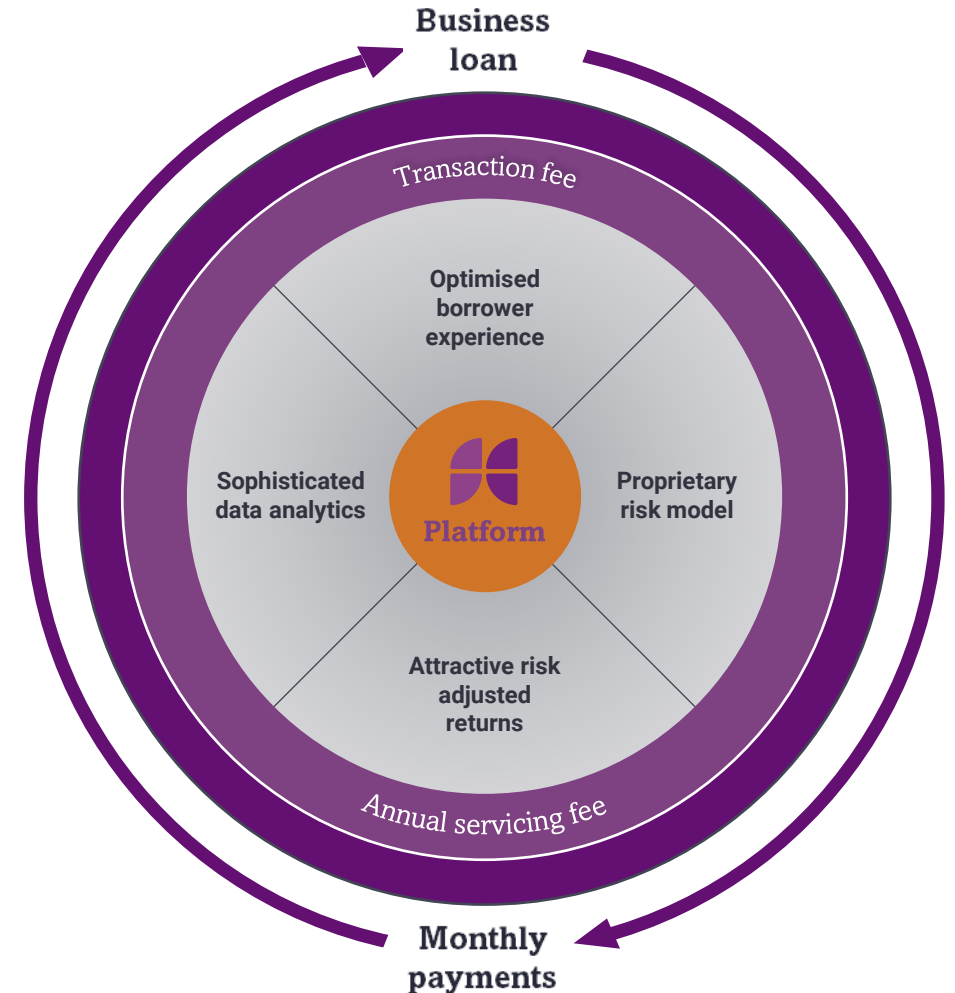 Business
loan
Transaction fee
Optimised
borrower
experience
Sophisticated
data analytics
Proprietary
risk model
Platform
Attractive risk
adjusted
returns
Annual servicing fee
Monthly
payments